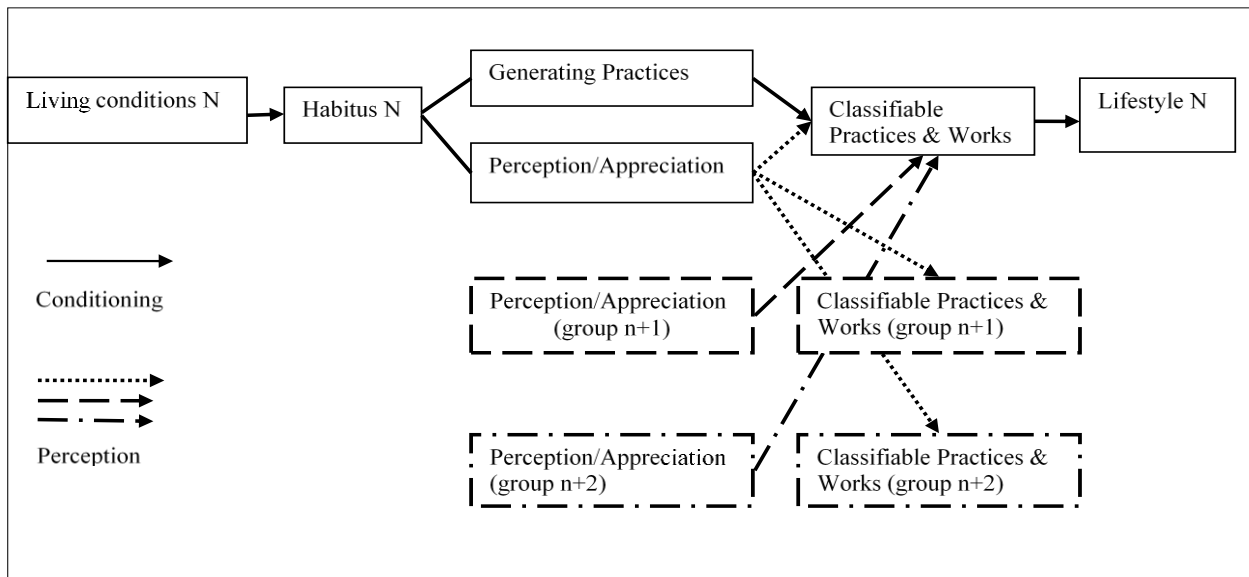 Living conditions N
Habitus N
Generating Practices
Perception/Appreciation
Classifiable
Practices & Works
Lifestyle N
Conditioning
Perception/Appreciation
(group n+1)
Classifiable Practices &
Works (group n+1)
Perception
Perception/Appreciation
(group n+2)
Classifiable Practices &
Works (group n+2)